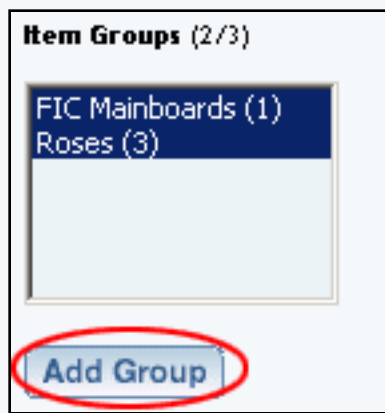 Item Groups (2/3)
FIC Mainboards (1)
Roses (3)
Add Group